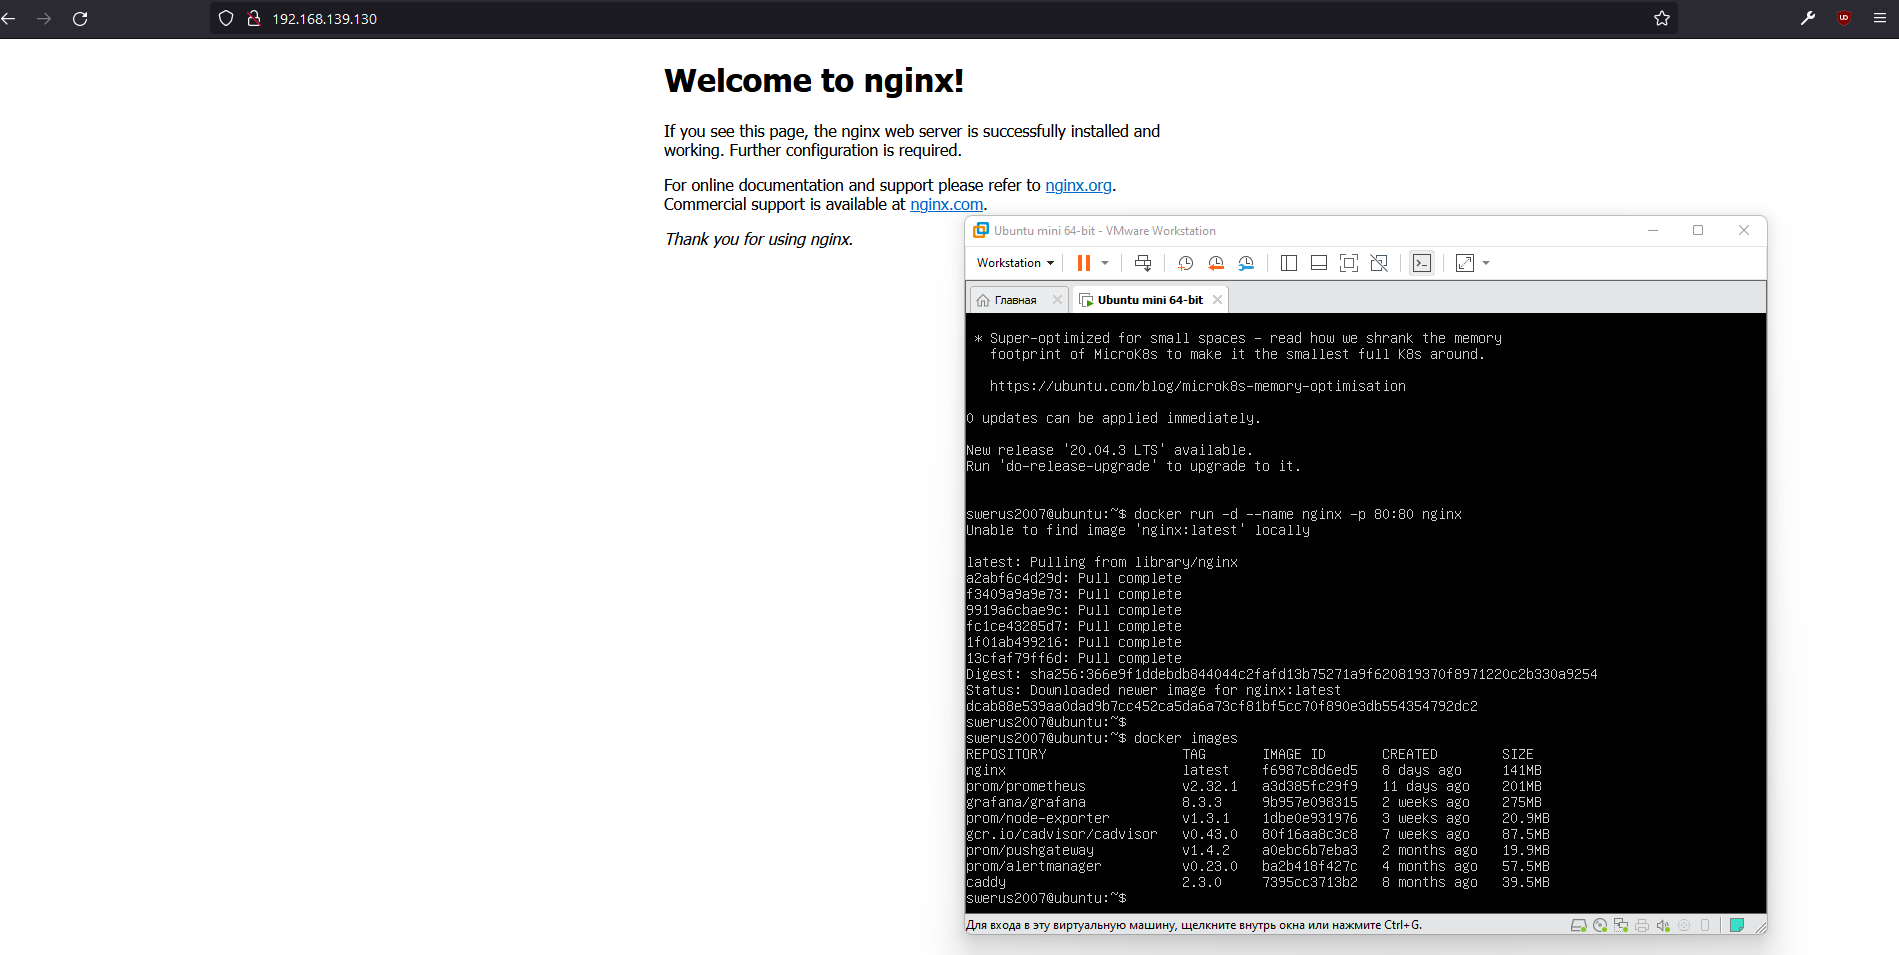 192.168.139.130
Welcome to nginx!
If you see this page, the nginx web server is successfully installed and
working. Further configuration is required.
For online documentation and support please refer to nginx.org.
Commercial support is available at nginx.com.
Thank you for using nginx.
Ubuntu mini 64-bit - VMware Workstation
Workstation
Главная
Ubuntu mini 64-bit
* Super-optimized for small spaces - read how we shrank the memory
footprint of MicroK8s to make it the smallest full K8s around.
https://ubuntu.com/blog/microk8s-memory-optimisation
0 updates can be applied immediately.
New release '20.04.3 LTS' available.
Run 'do-release-upgrade' to upgrade to it.
swerus2007@ubuntu:~$ docker run -d --name nginx -p 80:80 nginx
Unable to find image 'nginx:latest' locally
latest: Pulling from library/nginx
a2abf6c4d29d: Pull complete
f3409a9a9e73: Pull complete
9919a6cbae9c: Pull complete
fc1ce43285d7: Pull complete
1f01ab499216: Pull complete
13cfaf79ff6d: Pull complete
Digest: sha256:366e9f1ddebdb844044c2fafd13b75271a9f620819370f8971220c2b330a9254
Status: Downloaded newer image for nginx:latest
dcab88e539aa0dad9b7cc452ca5da6a73cf81bf5cc70f890e3db554354792dc2
swerus2007@ubuntu:~$
swerus2007@ubuntu:~$ docker images
REPOSITORY TAG IMAGE ID CREATED SIZE
nginx latest f6987c8d6ed5 8 days ago 141MB
prom/prometheus v2.32.1 a3d385fc29f9 11 days ago 201MB
grafana/grafana 8.3.3 9b957e098315 2 weeks ago 275MB
prom/node-exporter v1.3.1 1dbe0e931976 3 weeks ago 20.9MB
gcr.io/cadvisor/cadvisor v0.43.0 80f16aa8c3c8 7 weeks ago 87.5MB
prom/pushgateway v1.4.2 a0ebc6b7eba3 2 months ago 19.9MB
prom/alertmanager v0.23.0 ba2b418f427c 4 months ago 57.5MB
caddy 2.3.0 7395cc3713b2 8 months ago 39.5MB
swerus2007@ubuntu:~$
Для входа в эту виртуальную машину, щелкните внутрь окна или нажмите Ctrl+G.